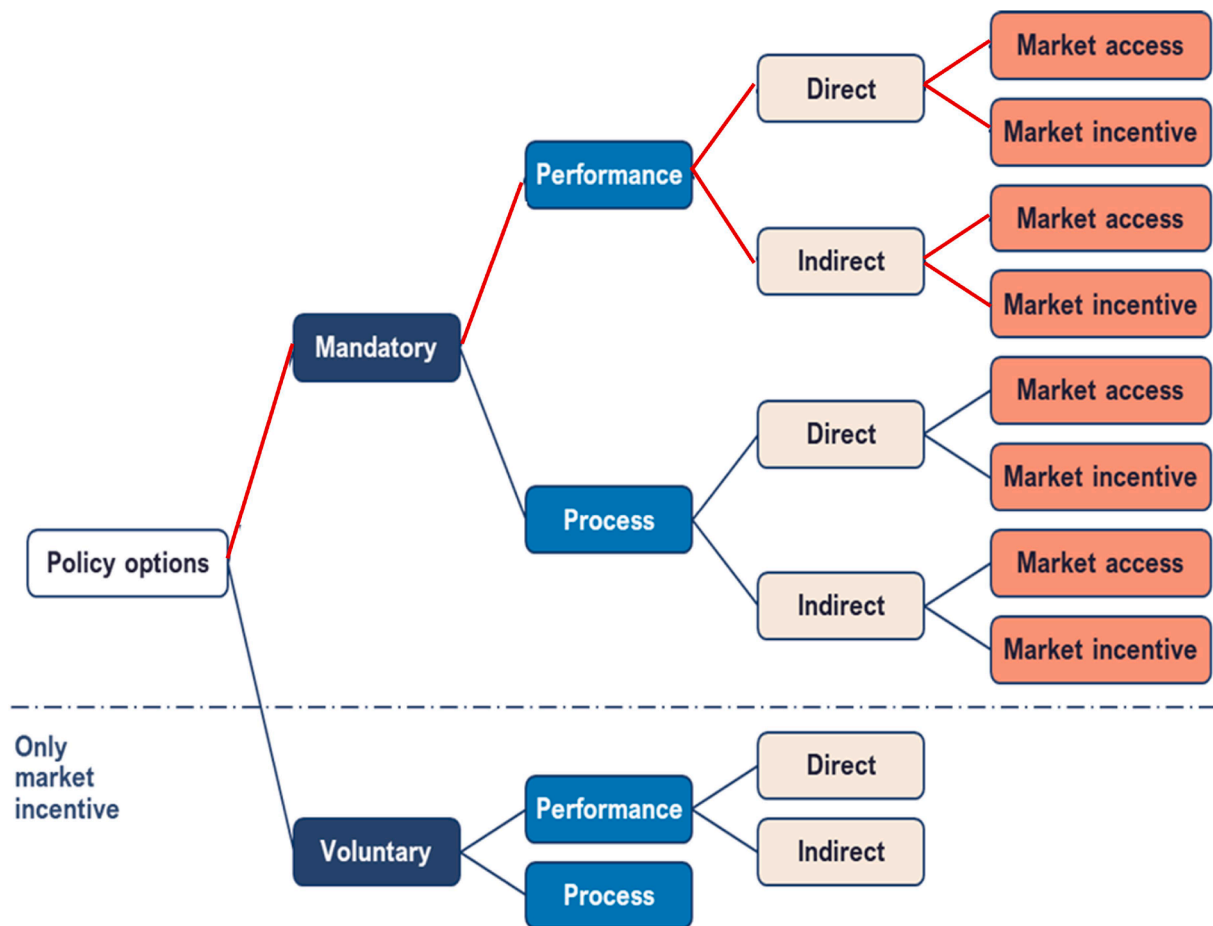 Market access
Direct
Market incentive
Performance
Market access
Indirect
Market incentive
Mandatory
Market access
Direct
Market incentive
Process
Policy options
Market access
Indirect
Market incentive
Only
market
incentive
Direct
Performance
Voluntary
Indirect
Process